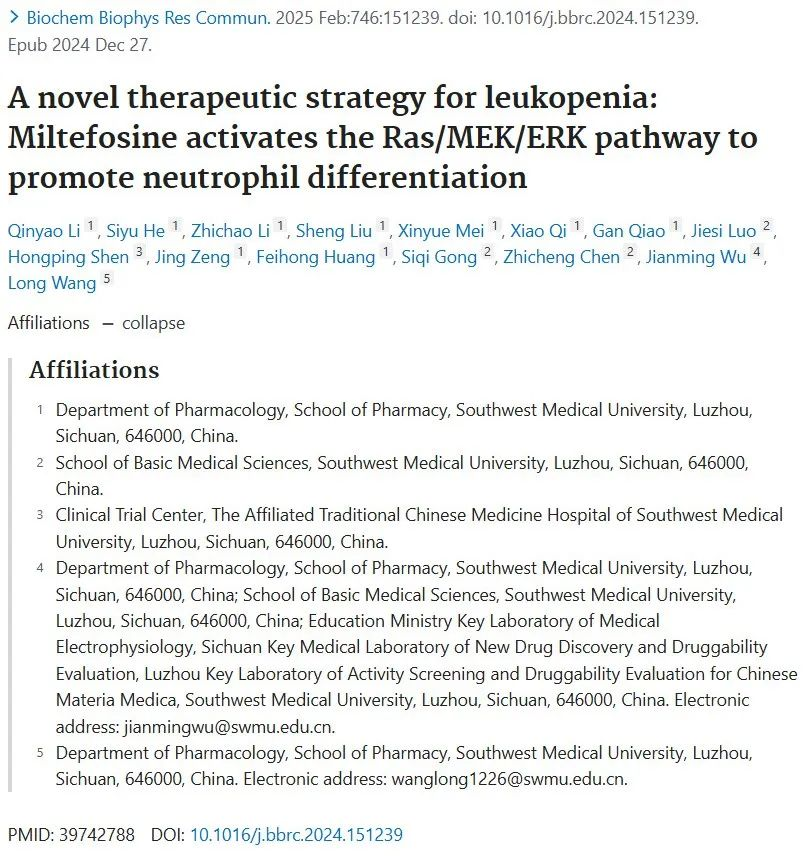 > Biochem Biophys Res Commun. 2025 Feb:746:151239. doi: 10.1016/j.bbrc.2024.151239.
Epub 2024 Dec 27.
A novel therapeutic strategy for leukopenia:
Miltefosine activates the Ras/MEK/ERK pathway to
promote neutrophil differentiation
Qinyao Li 1, Siyu He 1, Zhichao Li 1, Sheng Liu 1, Xinyue Mei 1, Xiao Qi 1, Gan Qiao 1, Jiesi Luo 2,
Hongping Shen 3, Jing Zeng 1, Feihong Huang 1, Siqi Gong 2, Zhicheng Chen 2, Jianming Wu 4,
Long Wang 5
Affiliations – collapse
Affiliations
1 Department of Pharmacology, School of Pharmacy, Southwest Medical University, Luzhou,
Sichuan, 646000, China.
2 School of Basic Medical Sciences, Southwest Medical University, Luzhou, Sichuan, 646000,
China.
3 Clinical Trial Center, The Affiliated Traditional Chinese Medicine Hospital of Southwest Medical
University, Luzhou, Sichuan, 646000, China.
4 Department of Pharmacology, School of Pharmacy, Southwest Medical University, Luzhou,
Sichuan, 646000, China; School of Basic Medical Sciences, Southwest Medical University,
Luzhou, Sichuan, 646000, China; Education Ministry Key Laboratory of Medical
Electrophysiology, Sichuan Key Medical Laboratory of New Drug Discovery and Druggability
Evaluation, Luzhou Key Laboratory of Activity Screening and Druggability Evaluation for Chinese
Materia Medica, Southwest Medical University, Luzhou, Sichuan, 646000, China. Electronic
address: jianmingwu@swmu.edu.cn.
5 Department of Pharmacology, School of Pharmacy, Southwest Medical University, Luzhou,
Sichuan, 646000, China. Electronic address: wanglong1226@swmu.edu.cn.
PMID: 39742788 DOI: 10.1016/j.bbrc.2024.151239